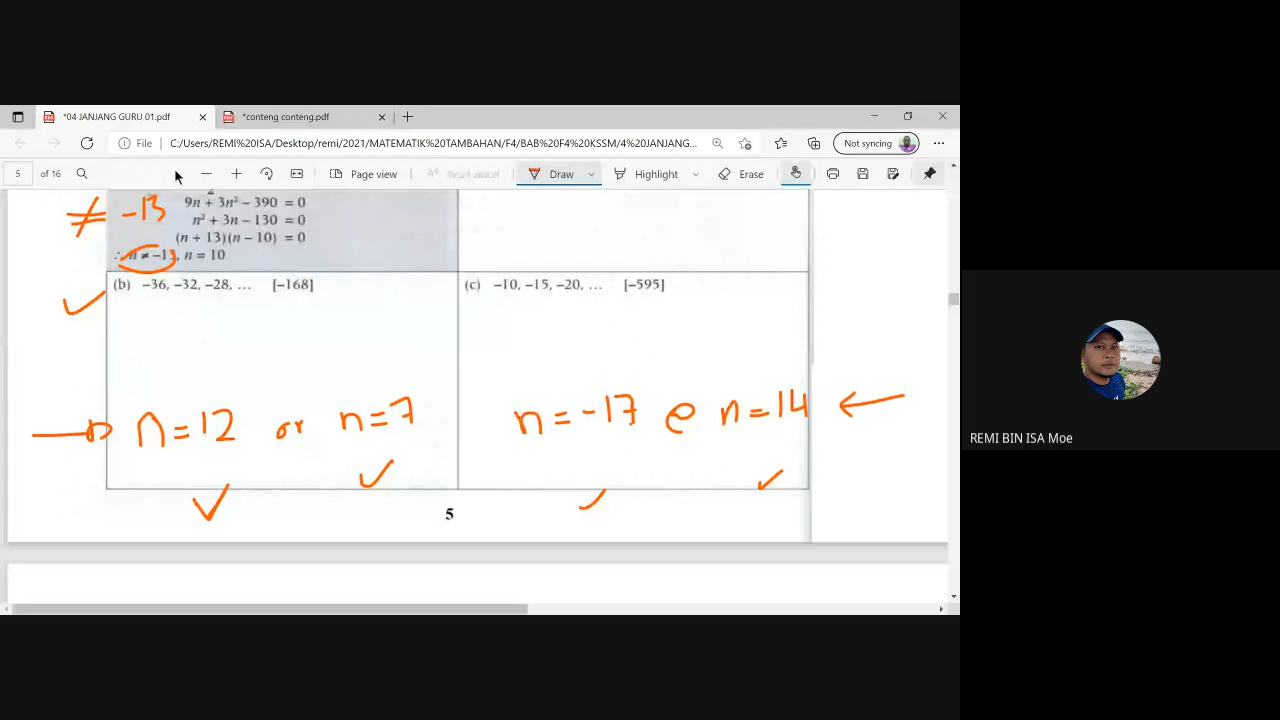 *04 JANJANG GURU 01.pdf
*conteng conteng.pdf
File C:/Users/REMI%20ISA/Desktop/remi/2021/MATEMATIK%20TAMBAHAN/F4/BAB%20F4%20KSSM/4%20JANJANG... Not syncing
5 of 16 Page view Read aloud Draw Highlight Erase
2
≠ -13 9n + 3n² − 390 = 0
n² + 3n − 130 = 0
(n + 13)(n − 10) = 0
∴ n ≠ −13, n = 10
(b) −36, −32, −28, … [−168]
(c) −10, −15, −20, … [−595]
n=12 or n=7
n=-17 @ n=14
5
REMI BIN ISA Moe